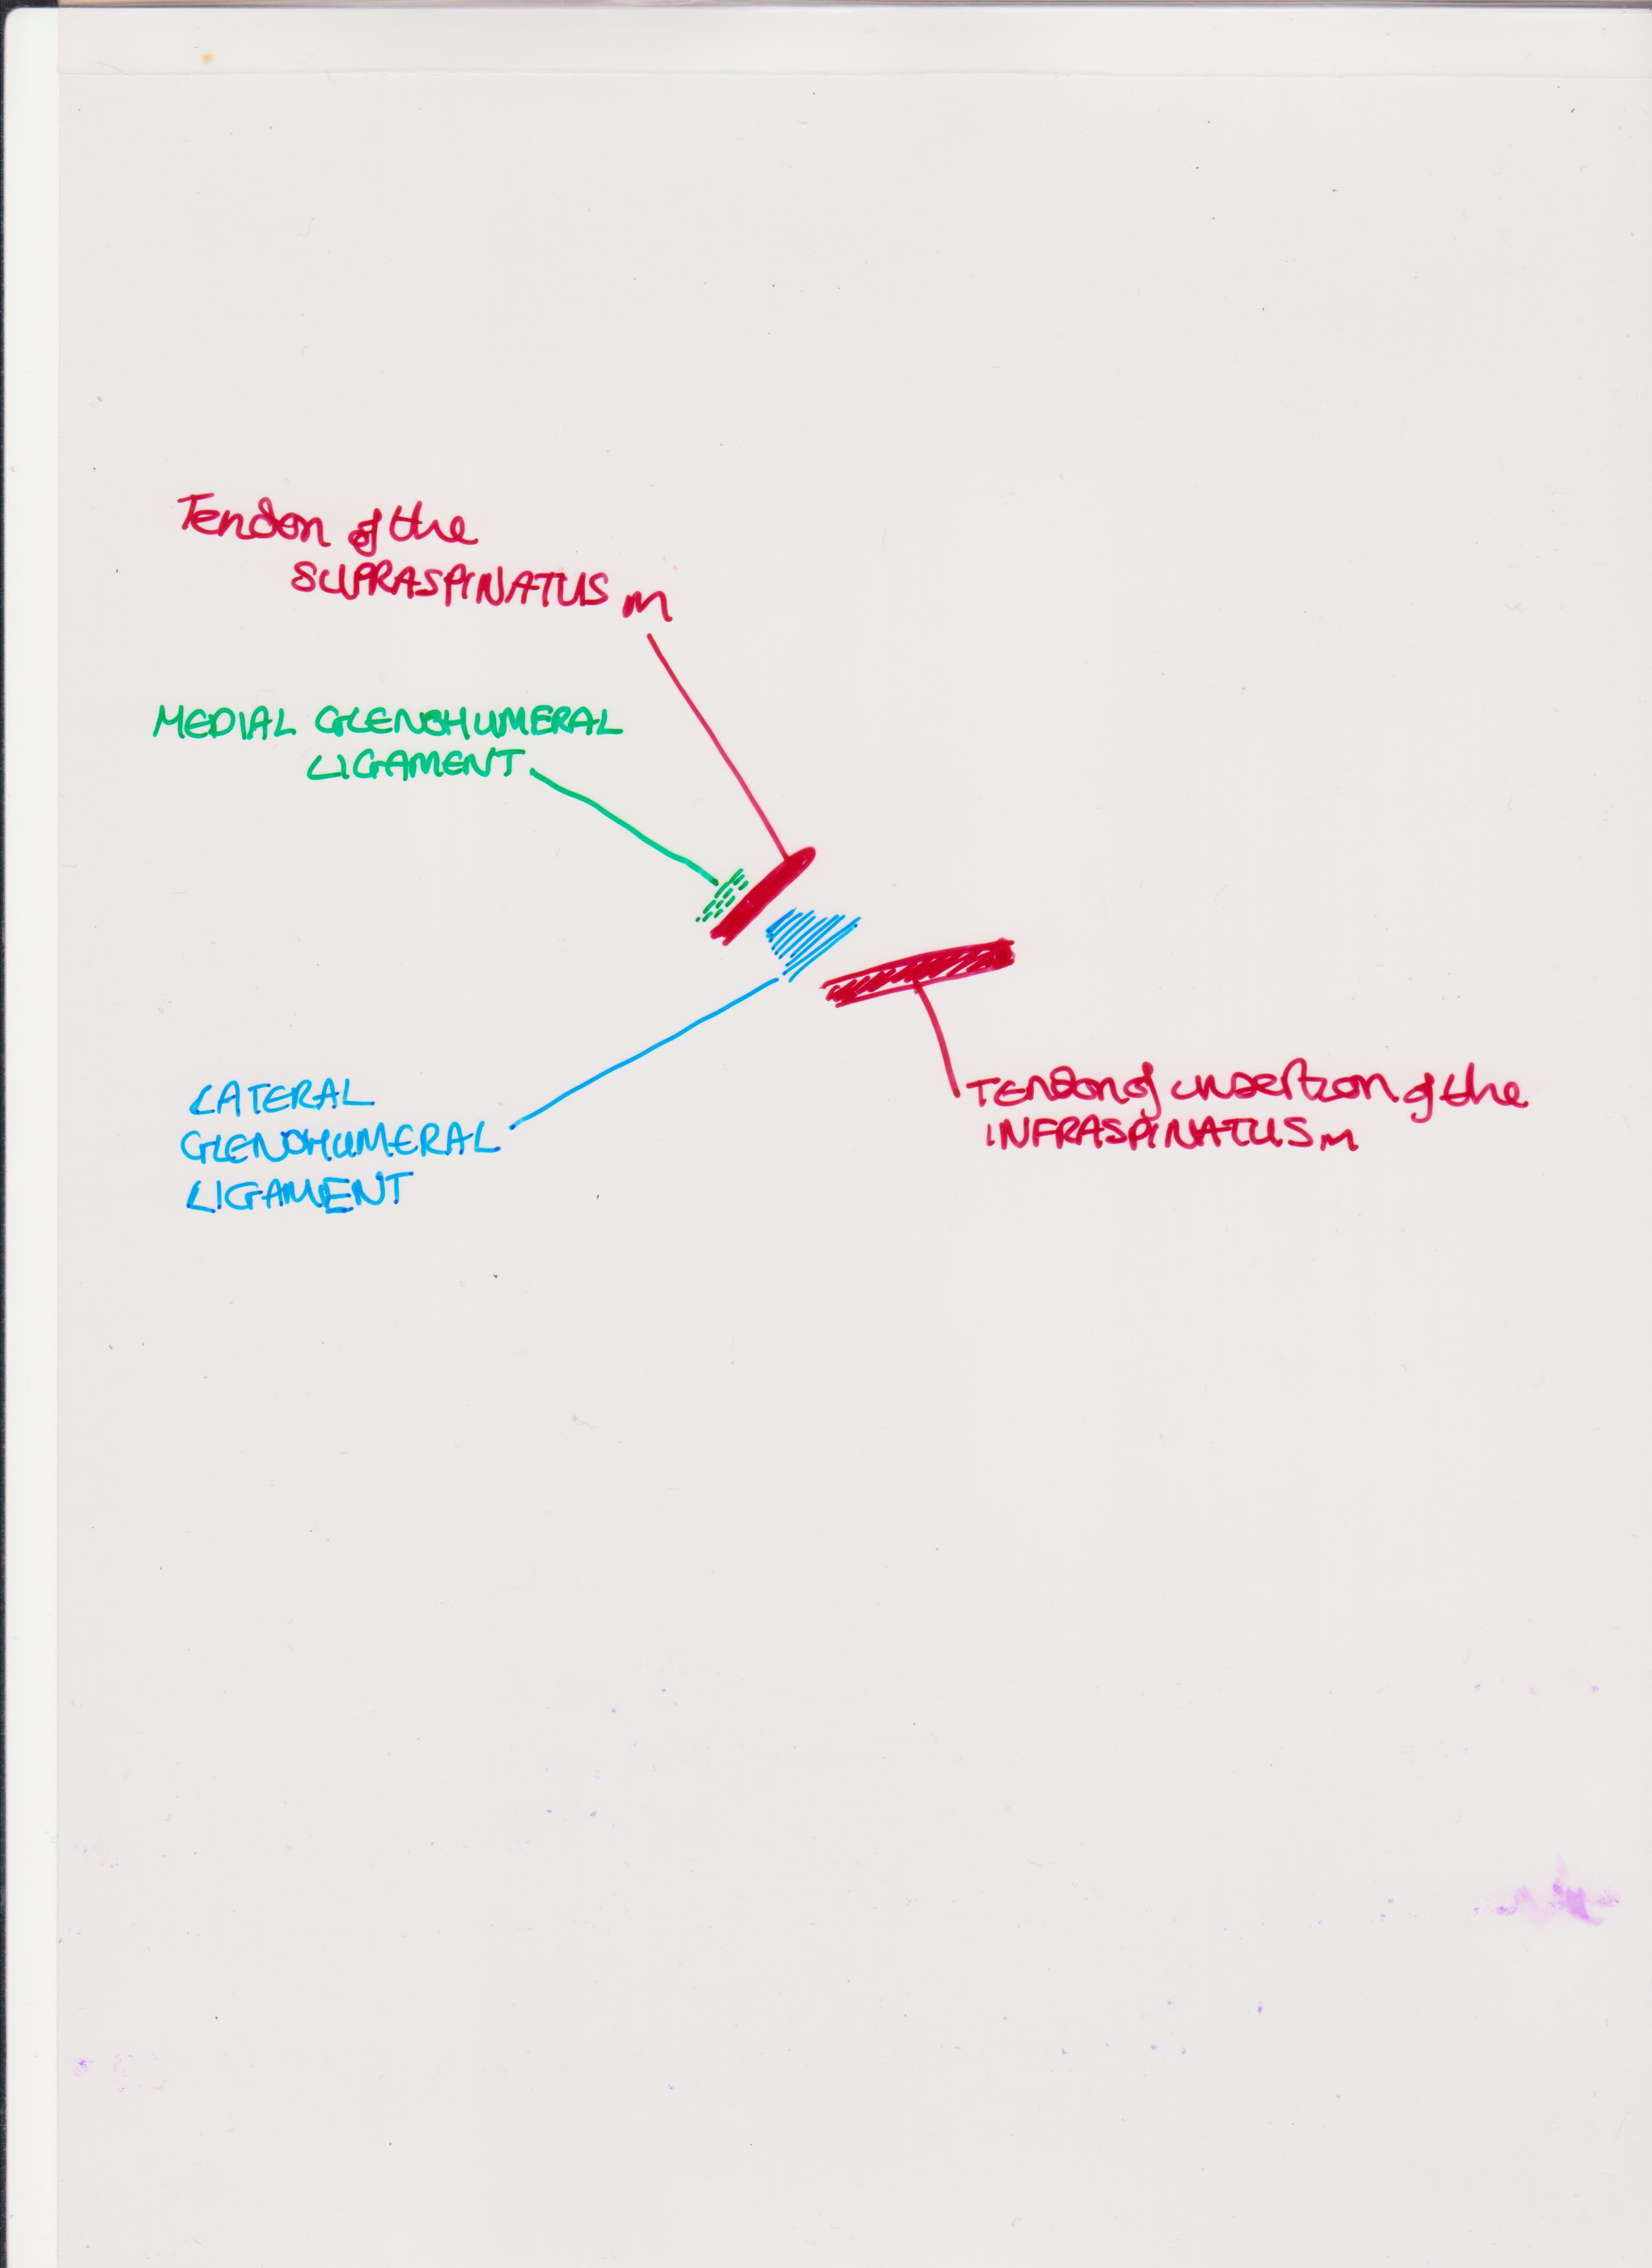 Tendon of the
SUPRASPINATUS m
MEDIAL GLENOHUMERAL
LIGAMENT
LATERAL
GLENOHUMERAL
LIGAMENT
TENDON of insertion of the
INFRASPINATUS m